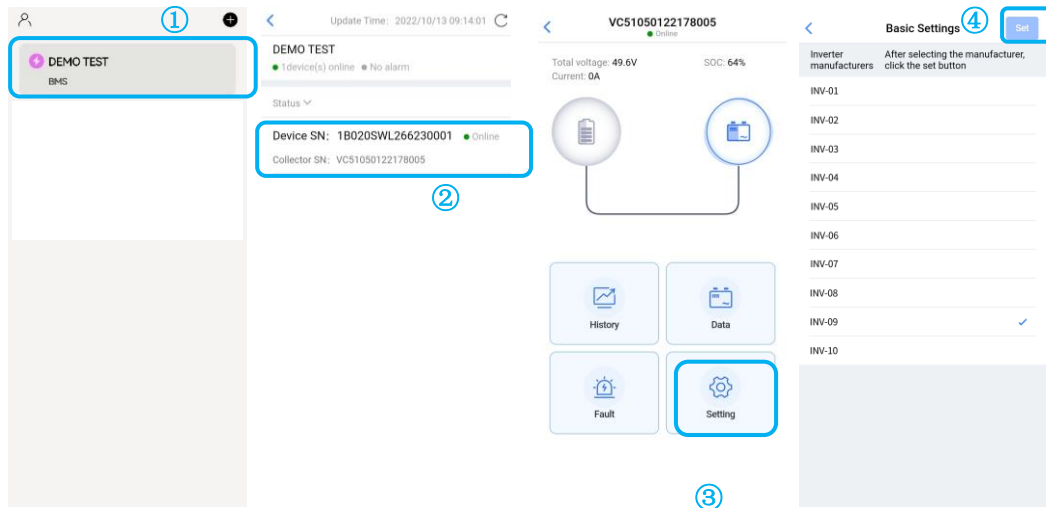 ①
DEMO TEST
BMS
Update Time: 2022/10/13 09:14:01
DEMO TEST
1device(s) online No alarm
Status
Device SN: 1B020SWL266230001 Online
Collector SN: VC51050122178005
②
VC51050122178005
Online
Total voltage: 49.6V SOC: 64%
Current: 0A
History Data
Fault Setting
③
④
Basic Settings Set
Inverter manufacturers After selecting the manufacturer, click the set button
INV-01
INV-02
INV-03
INV-04
INV-05
INV-06
INV-07
INV-08
INV-09
INV-10